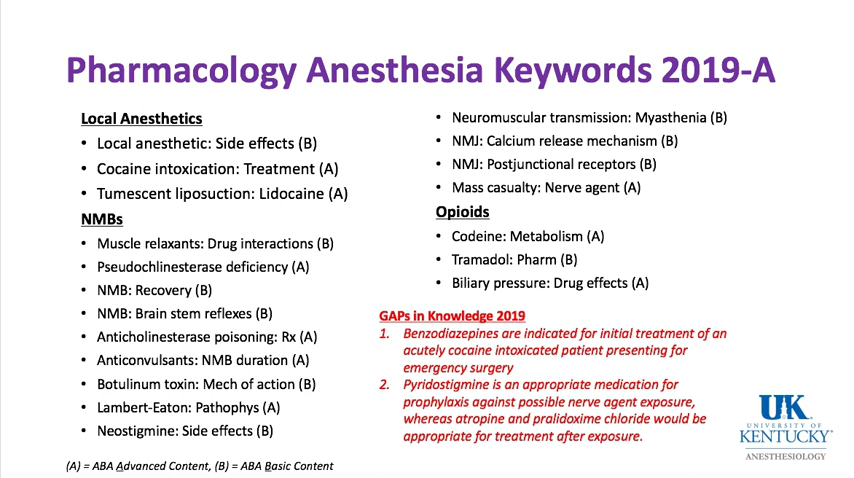 Pharmacology Anesthesia Keywords 2019-A
Local Anesthetics
• Local anesthetic: Side effects (B)
• Cocaine intoxication: Treatment (A)
• Tumescent liposuction: Lidocaine (A)
NMBs
• Muscle relaxants: Drug interactions (B)
• Pseudochlinesterase deficiency (A)
• NMB: Recovery (B)
• NMB: Brain stem reflexes (B)
• Anticholinesterase poisoning: Rx (A)
• Anticonvulsants: NMB duration (A)
• Botulinum toxin: Mech of action (B)
• Lambert-Eaton: Pathophys (A)
• Neostigmine: Side effects (B)
• Neuromuscular transmission: Myasthenia (B)
• NMJ: Calcium release mechanism (B)
• NMJ: Postjunctional receptors (B)
• Mass casualty: Nerve agent (A)
Opioids
• Codeine: Metabolism (A)
• Tramadol: Pharm (B)
• Biliary pressure: Drug effects (A)
GAPs in Knowledge 2019
1. Benzodiazepines are indicated for initial treatment of an
acutely cocaine intoxicated patient presenting for
emergency surgery
2. Pyridostigmine is an appropriate medication for
prophylaxis against possible nerve agent exposure,
whereas atropine and pralidoxime chloride would be
appropriate for treatment after exposure.
(A) = ABA Advanced Content, (B) = ABA Basic Content
UK
UNIVERSITY OF
KENTUCKY
ANESTHESIOLOGY